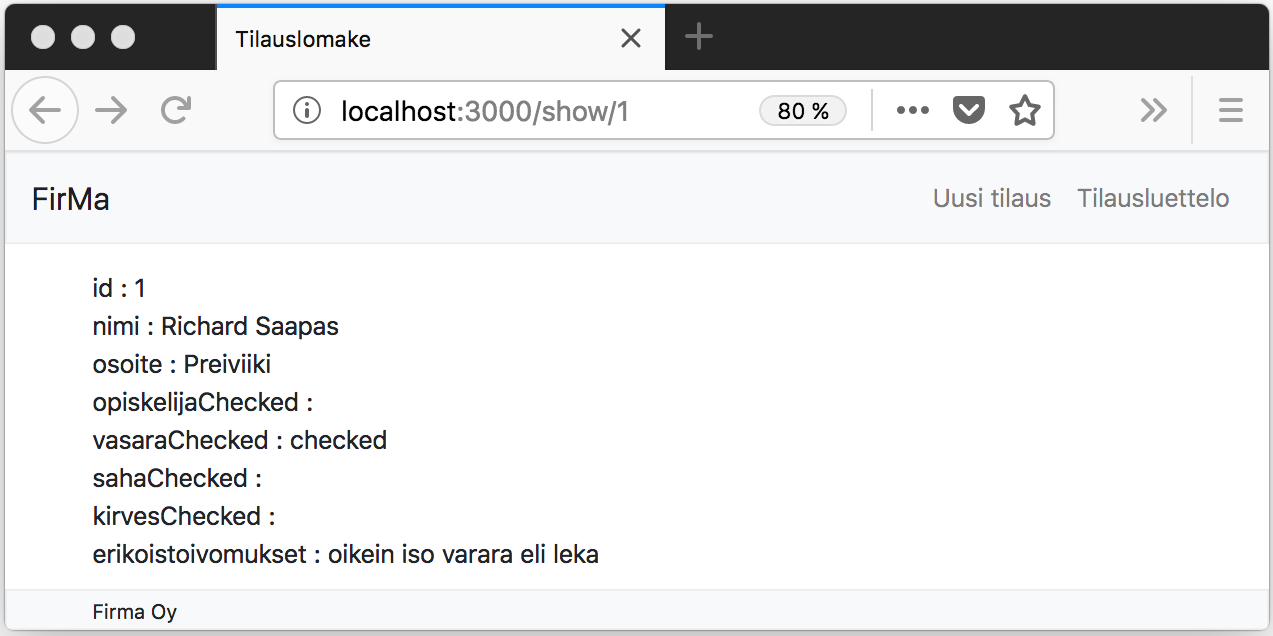 Tilauslomake
localhost:3000/show/1 80 %
FirMa Uusi tilaus Tilausluettelo
id : 1
nimi : Richard Saapas
osoite : Preiviiki
opiskelijaChecked :
vasaraChecked : checked
sahaChecked :
kirvesChecked :
erikoistoivomukset : oikein iso varara eli leka
Firma Oy